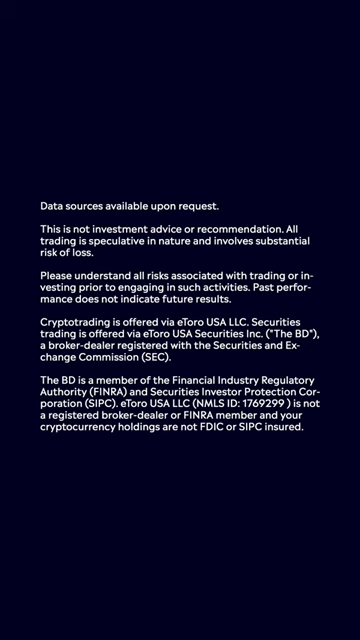 Data sources available upon request.
This is not investment advice or recommendation. All
trading is speculative in nature and involves substantial
risk of loss.
Please understand all risks associated with trading or in-
vesting prior to engaging in such activities. Past perfor-
mance does not indicate future results.
Cryptotrading is offered via eToro USA LLC. Securities
trading is offered via eToro USA Securities Inc. ("The BD"),
a broker-dealer registered with the Securities and Ex-
change Commission (SEC).
The BD is a member of the Financial Industry Regulatory
Authority (FINRA) and Securities Investor Protection Cor-
poration (SIPC). eToro USA LLC (NMLS ID: 1769299 ) is not
a registered broker-dealer or FINRA member and your
cryptocurrency holdings are not FDIC or SIPC insured.